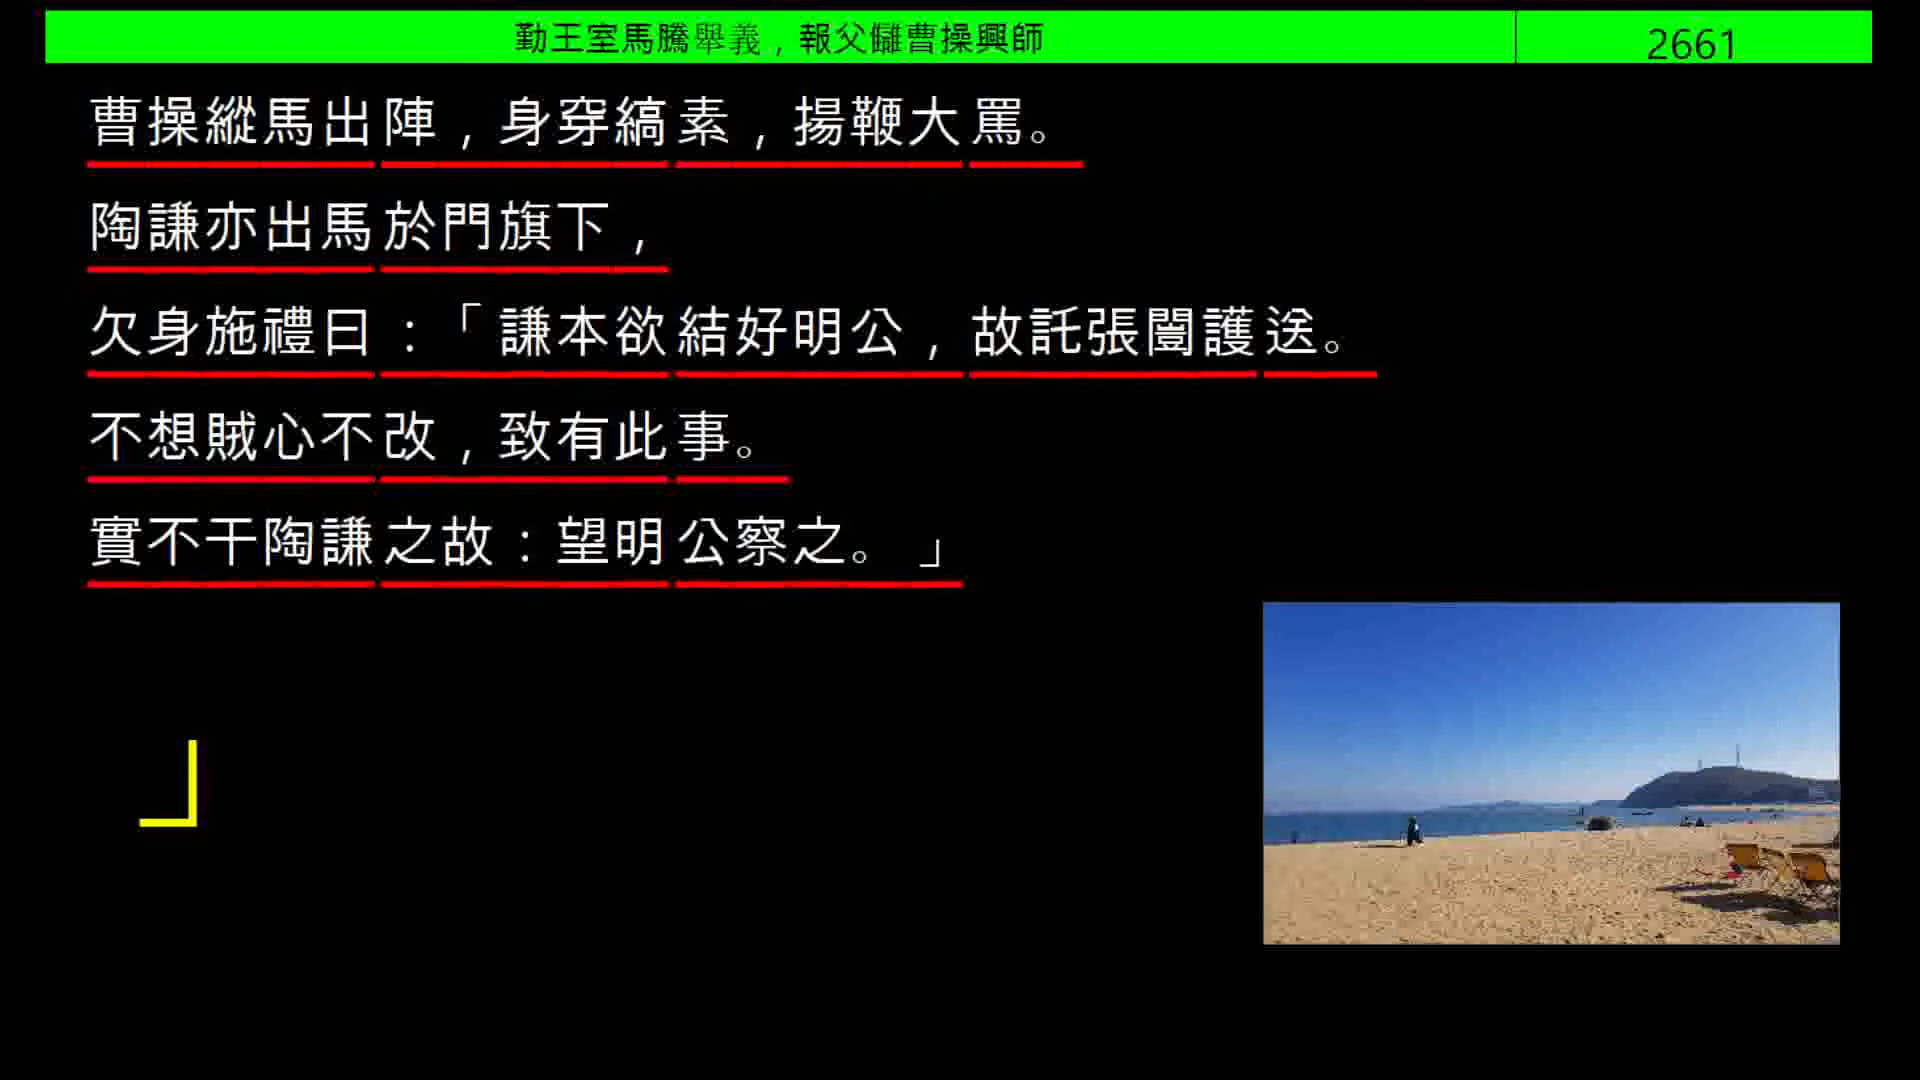 勤王室馬騰舉義，報父讎曹操興師
2661
曹操縱馬出陣，身穿縞素，揚鞭大罵。
陶謙亦出馬於門旗下，
欠身施禮曰：「謙本欲結好明公，故託張闓護送。
不想賊心不改，致有此事。
實不干陶謙之故：望明公察之。」
」